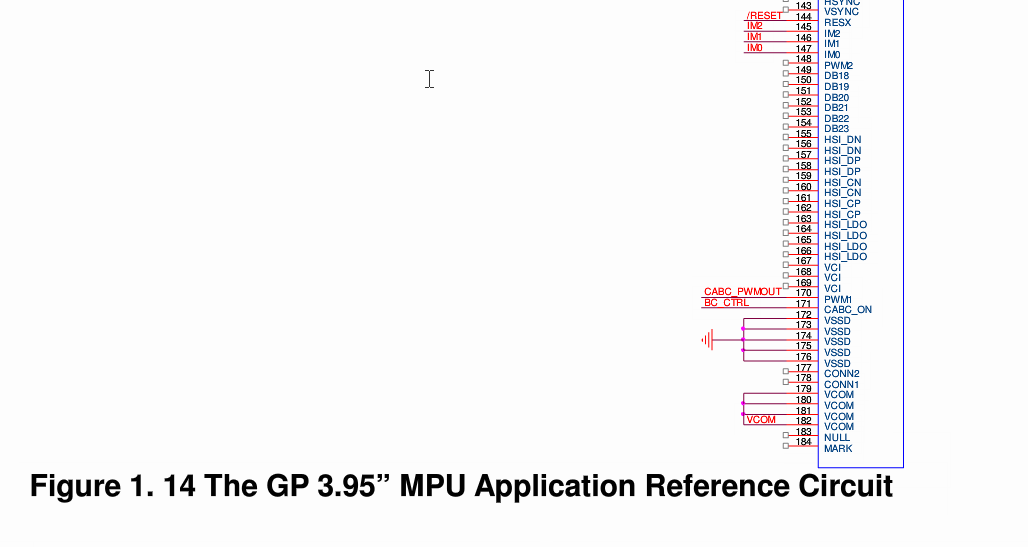 HSYNC
143 VSYNC
/RESET 144 RESX
IM2 145 IM2
IM1 146 IM1
IM0 147 IM0
148 PWM2
149 DB18
150 DB19
151 DB20
152 DB21
153 DB22
154 DB23
155 HSI_DN
156 HSI_DN
157 HSI_DP
158 HSI_DP
159 HSI_CN
160 HSI_CN
161 HSI_CP
162 HSI_CP
163 HSI_LDO
164 HSI_LDO
165 HSI_LDO
166 HSI_LDO
167 VCI
168 VCI
169 VCI
CABC_PWMOUT 170 PWM1
BC_CTRL 171 CABC_ON
172 VSSD
173 VSSD
174 VSSD
175 VSSD
176 VSSD
177 CONN2
178 CONN1
179 VCOM
180 VCOM
181 VCOM
VCOM 182 VCOM
183 NULL
184 MARK
Figure 1. 14 The GP 3.95” MPU Application Reference Circuit